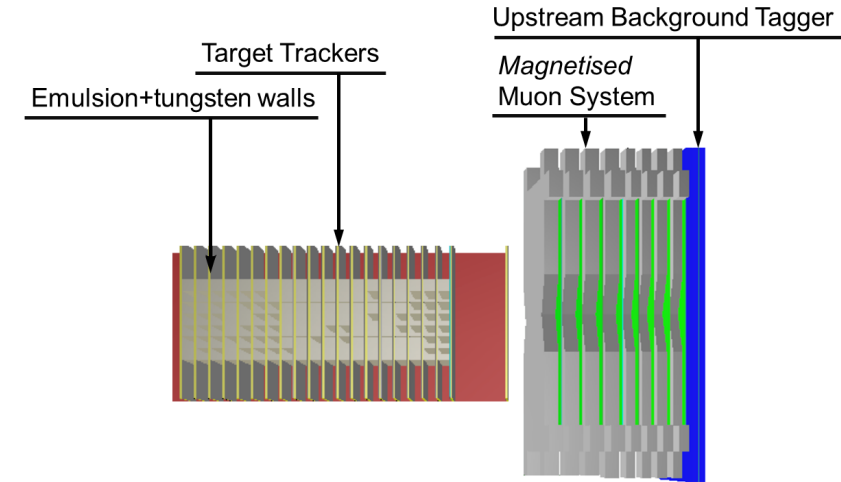 Upstream Background Tagger
Target Trackers
Magnetised
Muon System
Emulsion+tungsten walls